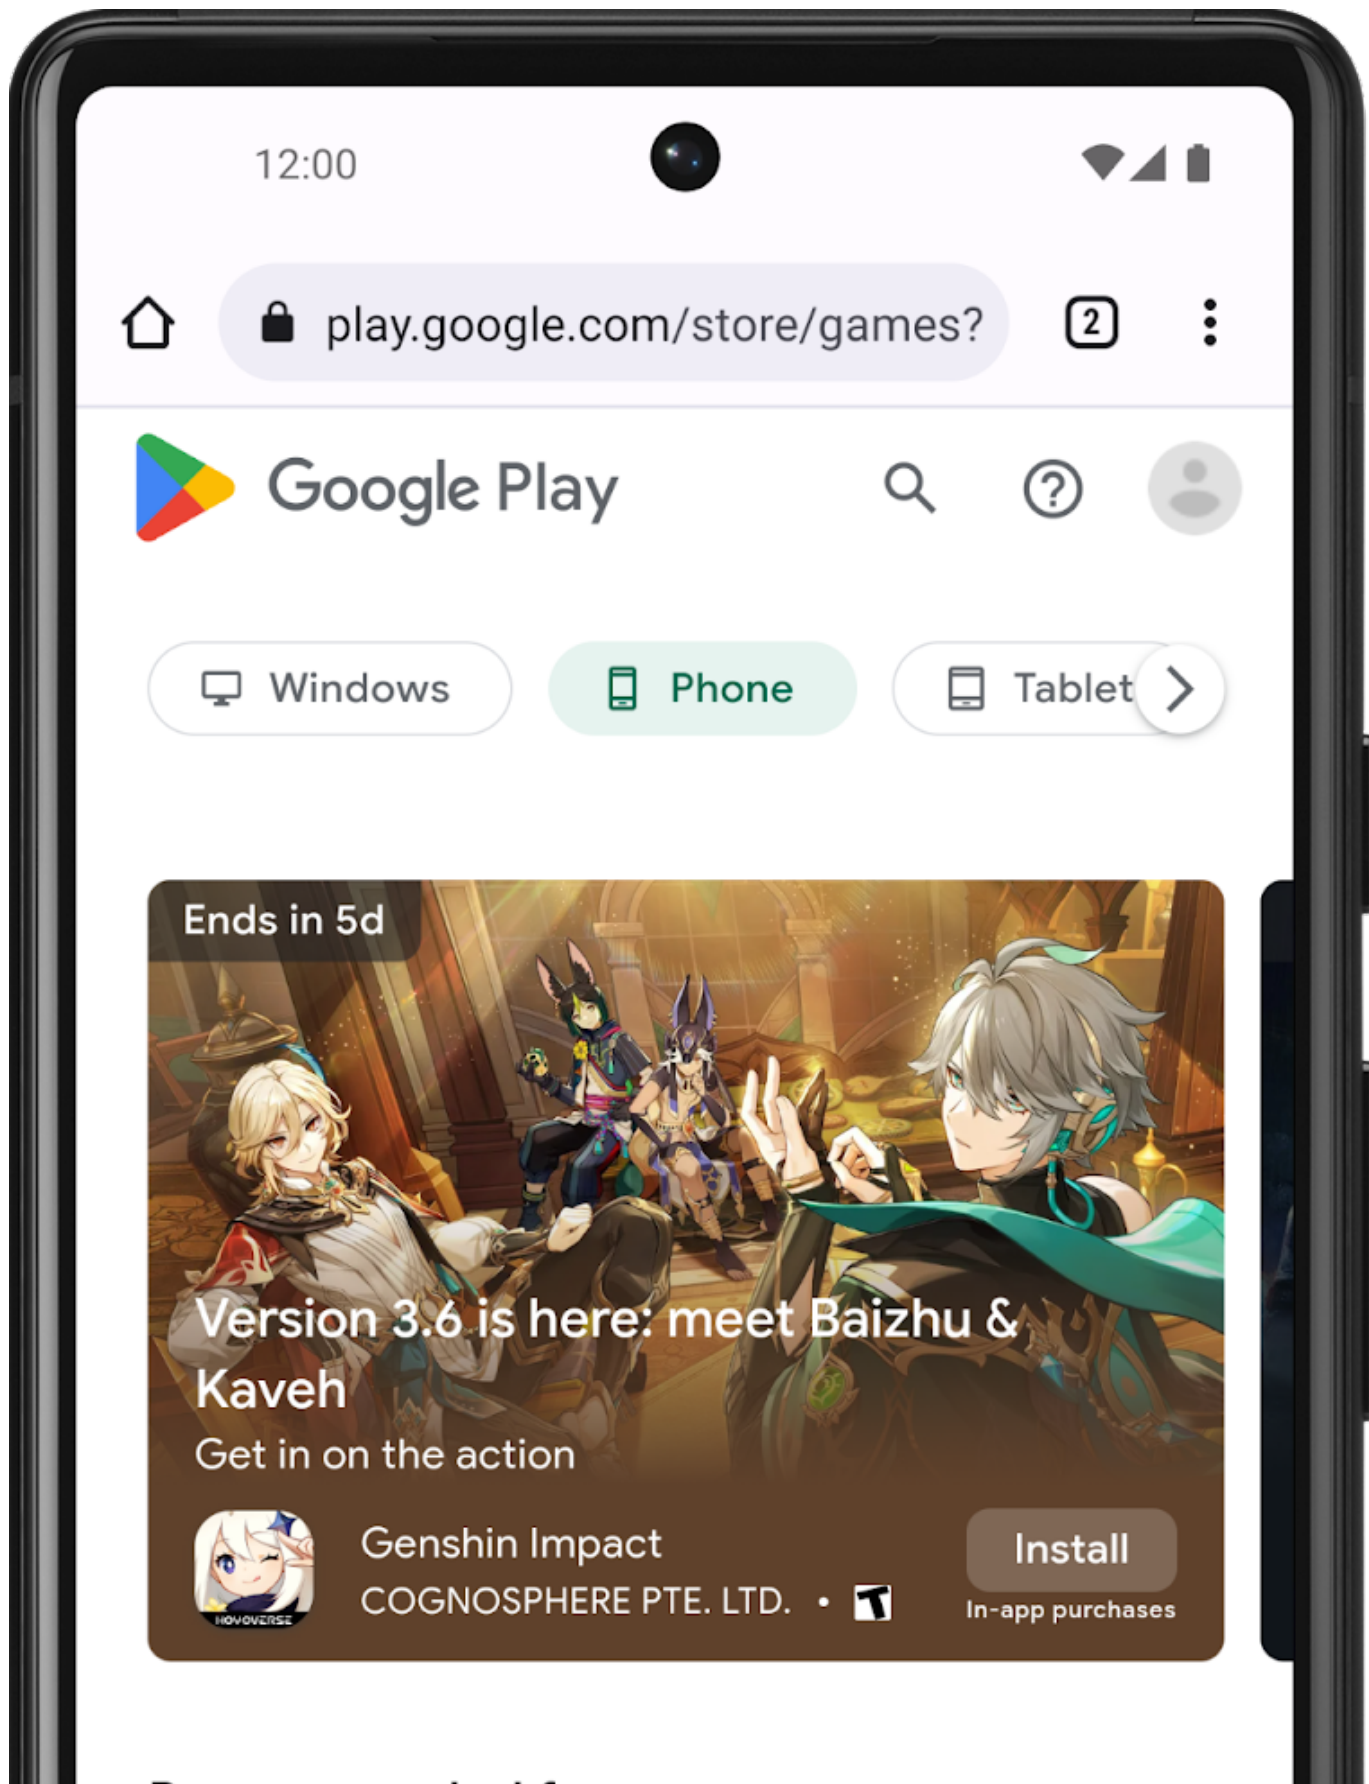 12:00
play.google.com/store/games?
2
Google Play
Windows
Phone
Tablet
Ends in 5d
Version 3.6 is here: meet Baizhu &
Kaveh
Get in on the action
Genshin Impact
Install
COGNOSPHERE PTE. LTD. • T
In-app purchases
HOYOVERSE